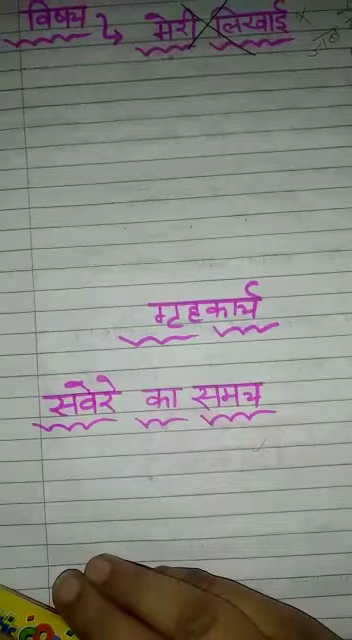 विषय ↳ मेरी लिखाई
गृहकार्य
सवेरे का समय